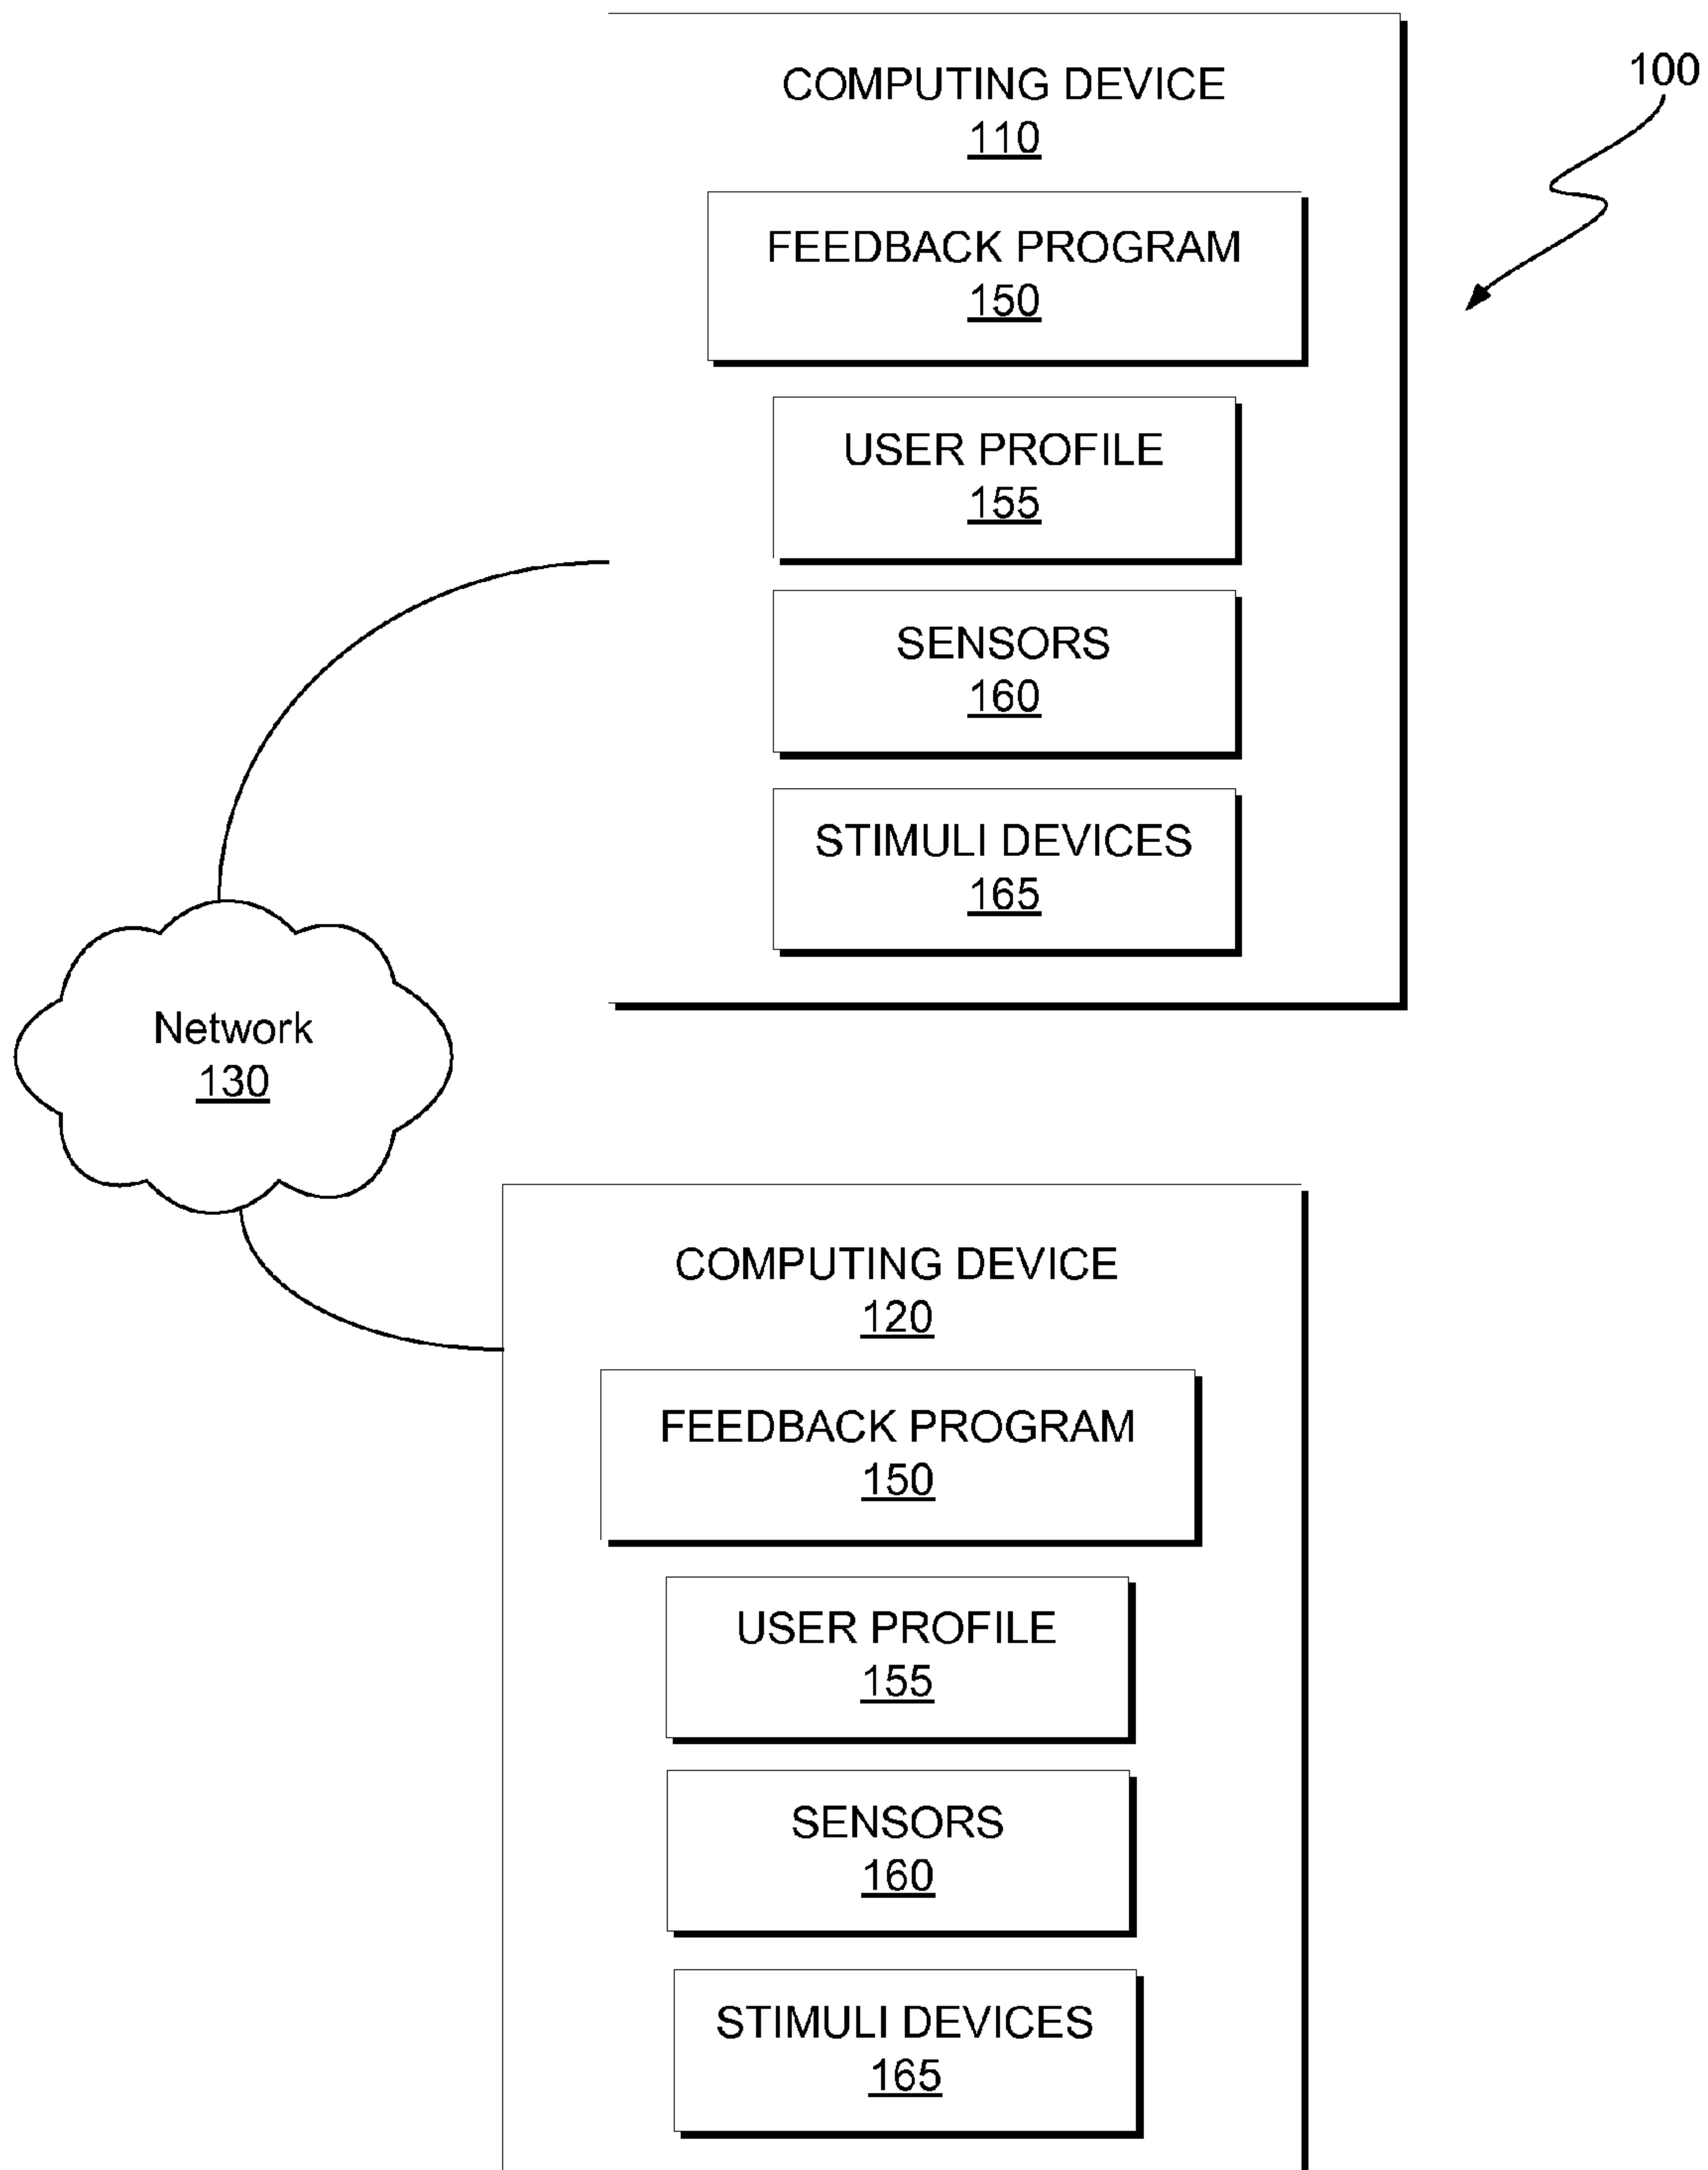 100
COMPUTING DEVICE
110
FEEDBACK PROGRAM
150
USER PROFILE
155
SENSORS
160
STIMULI DEVICES
165
Network
130
COMPUTING DEVICE
120
FEEDBACK PROGRAM
150
USER PROFILE
155
SENSORS
160
STIMULI DEVICES
165